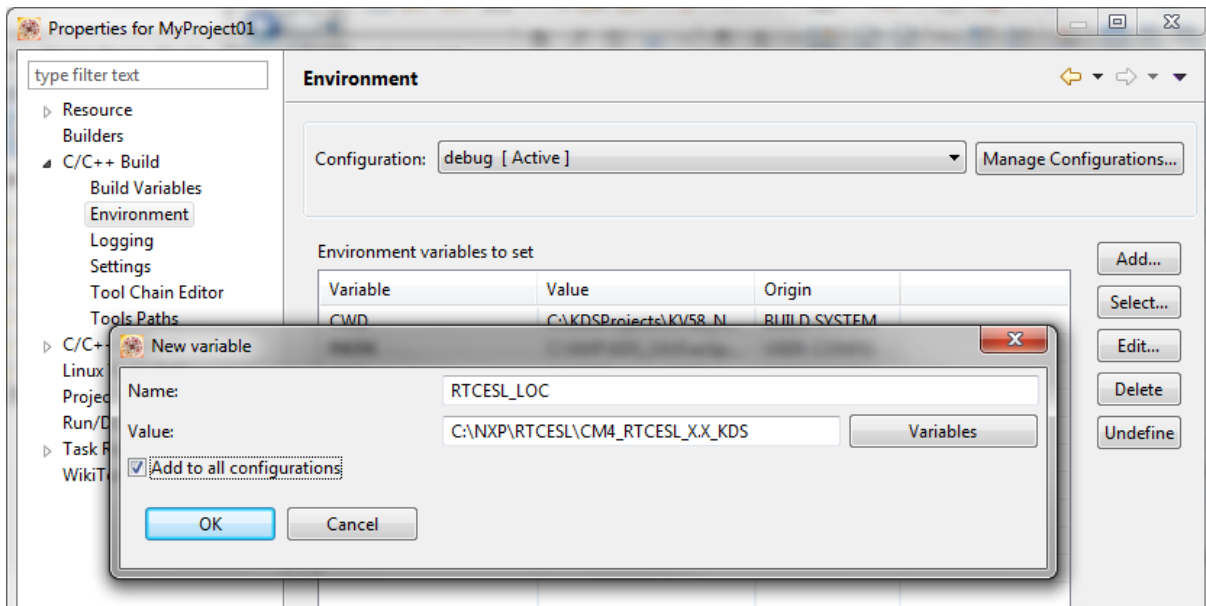 Properties for MyProject01
type filter text
Environment
Resource
Builders
C/C++ Build
Build Variables
Environment
Logging
Settings
Tool Chain Editor
Tools Paths
C/C+
Linux
Projec
Run/D
Task R
WikiT
Configuration: debug [ Active ] Manage Configurations...
Environment variables to set
Variable Value Origin
CWD C:\KDSProjects\KV58_N... BUILD SYSTEM
Add...
Select...
Edit...
Delete
Undefine
New variable
Name: RTCESL_LOC
Value: C:\NXP\RTCESL\CM4_RTCESL_X.X_KDS Variables
Add to all configurations
OK Cancel